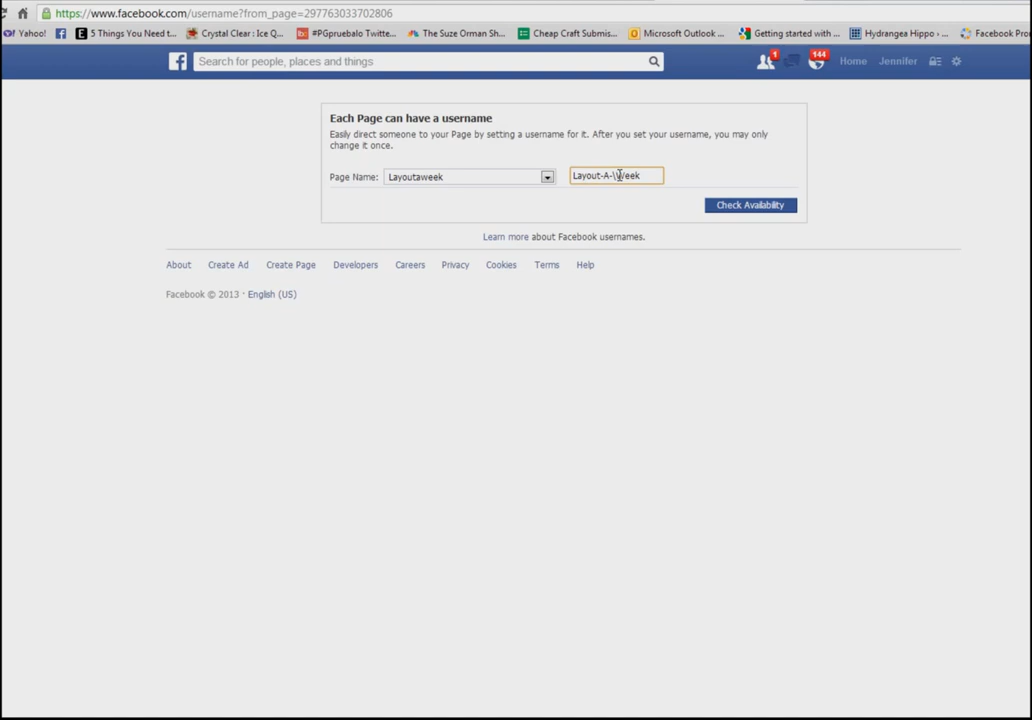 https://www.facebook.com/username?from_page=297763033702806
Yahoo! 5 Things You Need t... Crystal Clear : Ice Q... #PGpruebalo Twitte... The Suze Orman Sh... Cheap Craft Submis... Microsoft Outlook ... Getting started with ... Hydrangea Hippo › ... Facebook Pro
Search for people, places and things 1 144 Home Jennifer
Each Page can have a username
Easily direct someone to your Page by setting a username for it. After you set your username, you may only
change it once.
Page Name: Layoutaweek Layout-A-\Week
Check Availability
Learn more about Facebook usernames.
About Create Ad Create Page Developers Careers Privacy Cookies Terms Help
Facebook © 2013 · English (US)